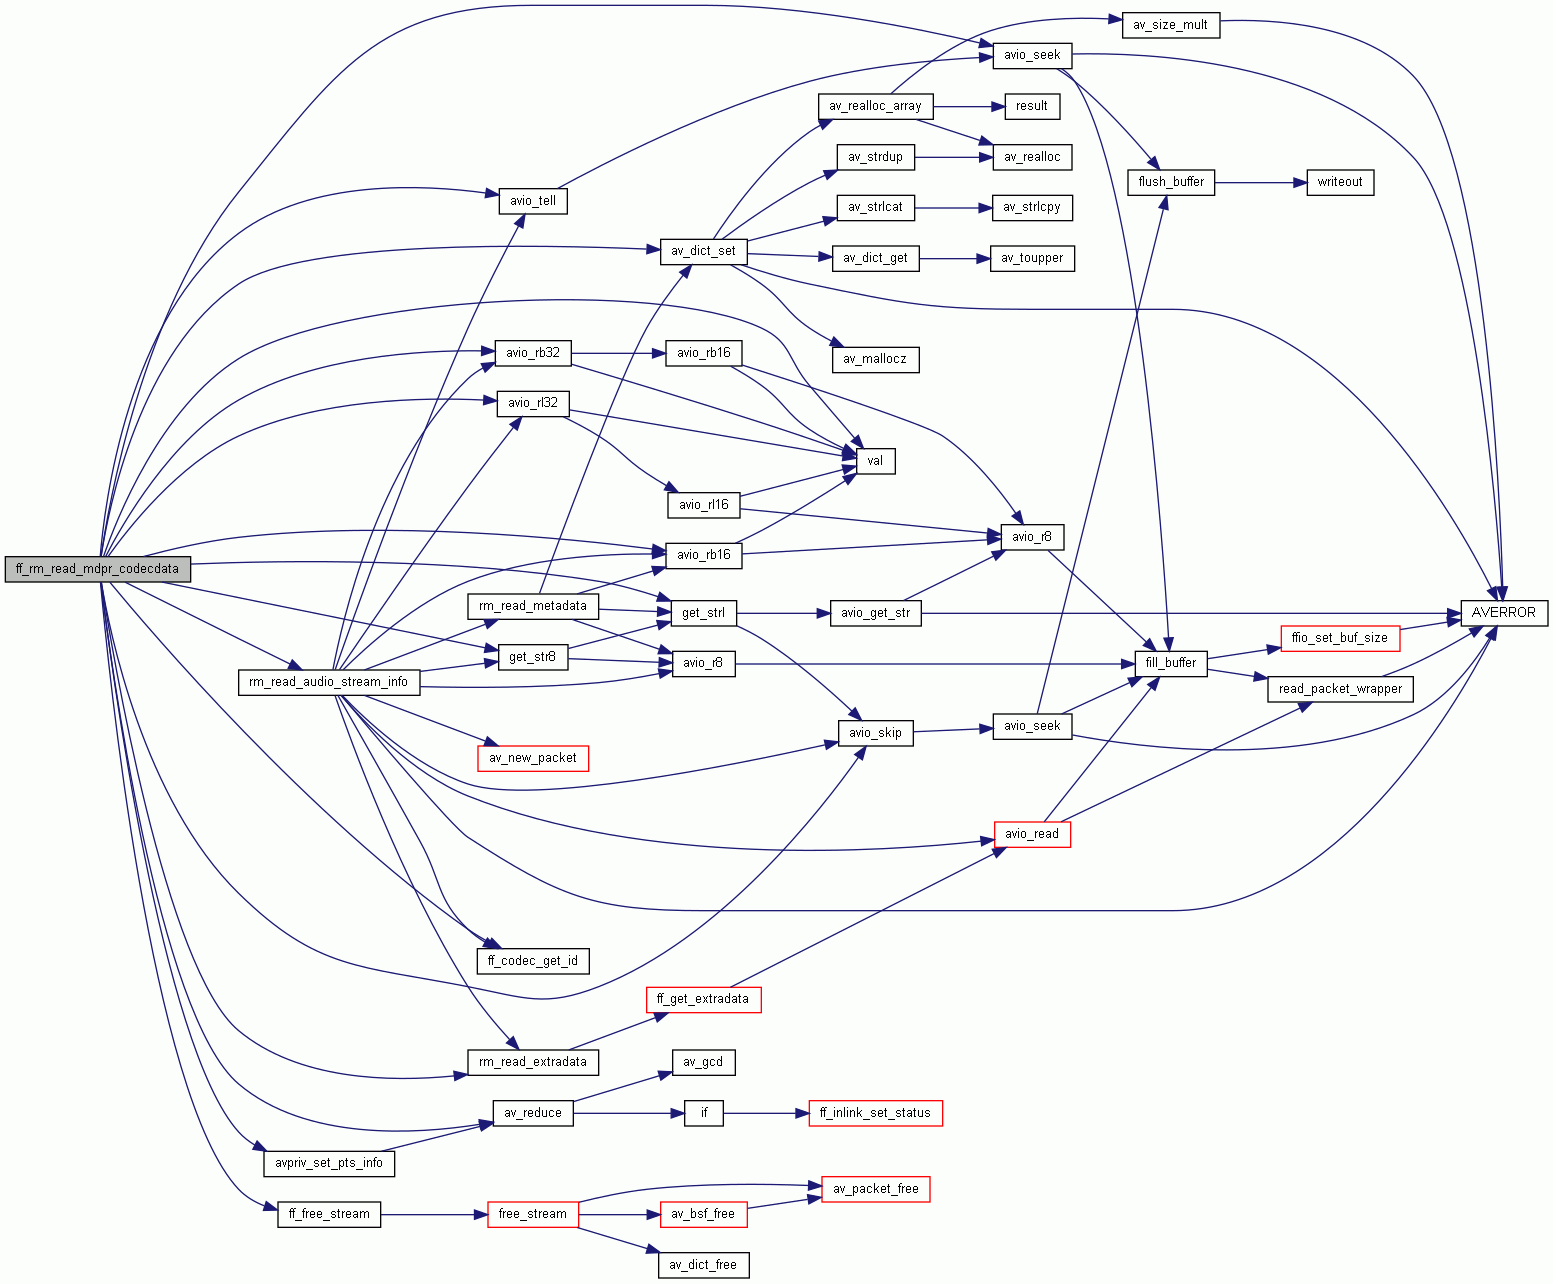 av_size_mult
avio_seek
av_realloc_array
result
av_strdup
av_realloc
flush_buffer
writeout
avio_tell
av_strlcat
av_strlcpy
av_dict_set
av_dict_get
av_toupper
avio_rb32
avio_rb16
av_mallocz
avio_rl32
val
avio_rl16
avio_r8
avio_rb16
ff_rm_read_mdpr_codecdata
rm_read_metadata
get_strl
avio_get_str
AVERROR
ffio_set_buf_size
get_str8
avio_r8
fill_buffer
rm_read_audio_stream_info
read_packet_wrapper
avio_skip
avio_seek
av_new_packet
avio_read
ff_codec_get_id
ff_get_extradata
rm_read_extradata
av_gcd
av_reduce
if
ff_inlink_set_status
avpriv_set_pts_info
av_packet_free
ff_free_stream
free_stream
av_bsf_free
av_dict_free